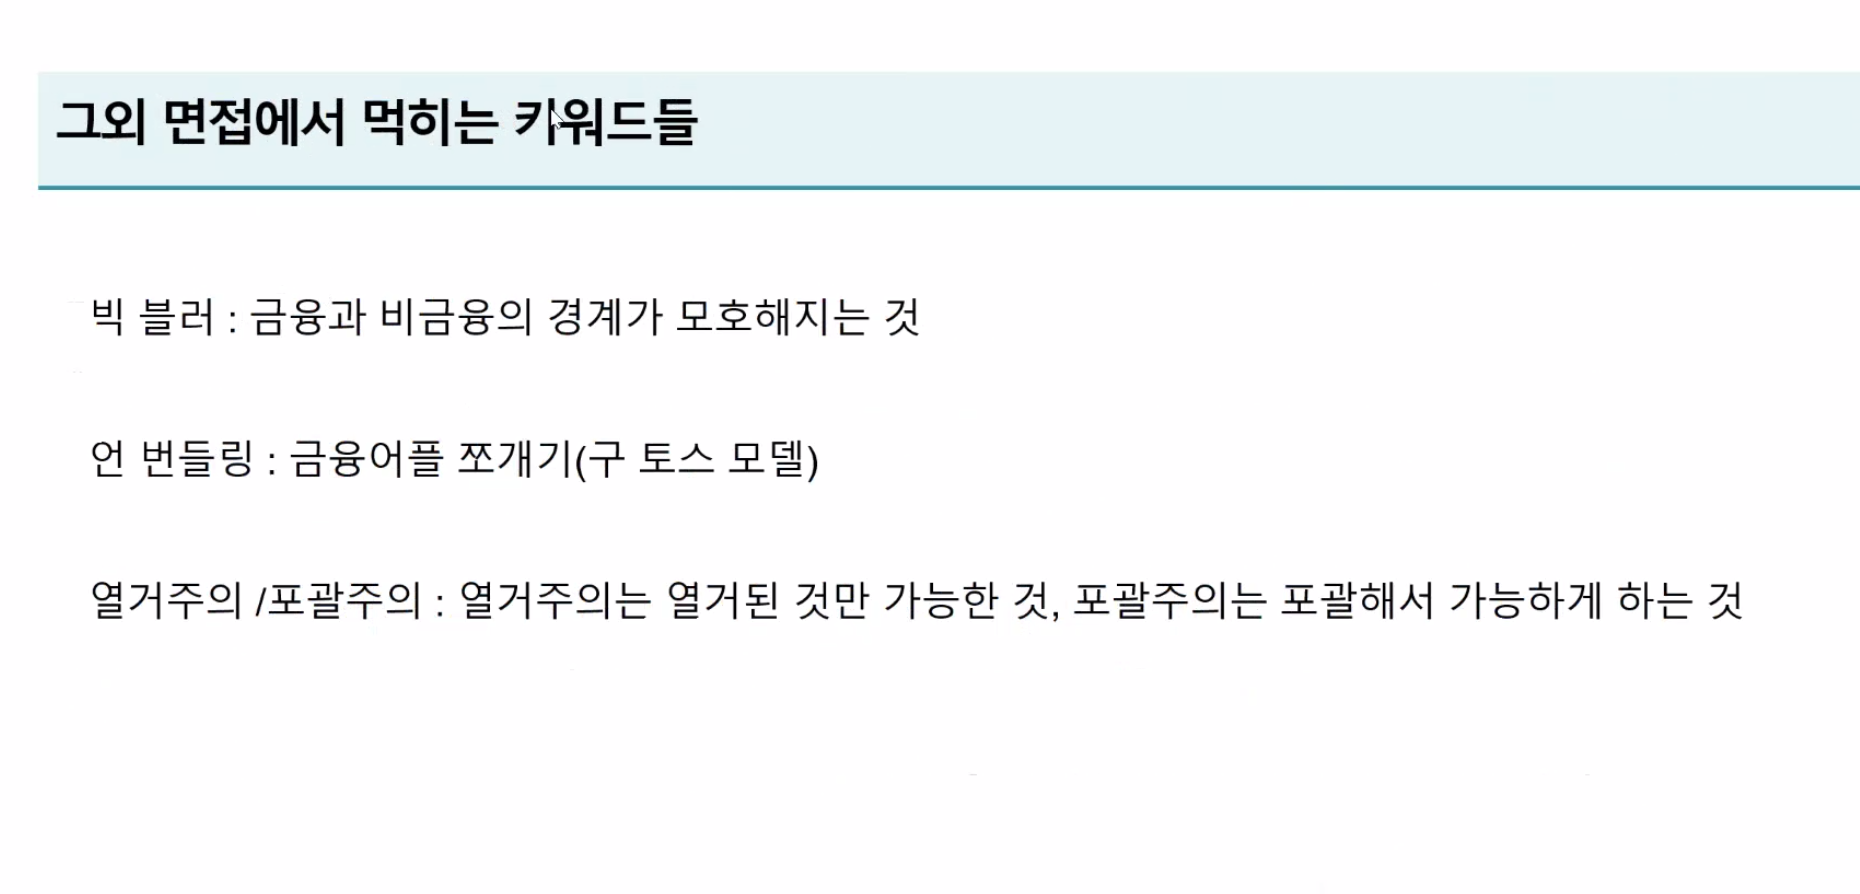 그외 면접에서 먹히는 키워드들
빅 블러 : 금융과 비금융의 경계가 모호해지는 것
언 번들링 : 금융어플 쪼개기(구 토스 모델)
열거주의 /포괄주의 : 열거주의는 열거된 것만 가능한 것, 포괄주의는 포괄해서 가능하게 하는 것